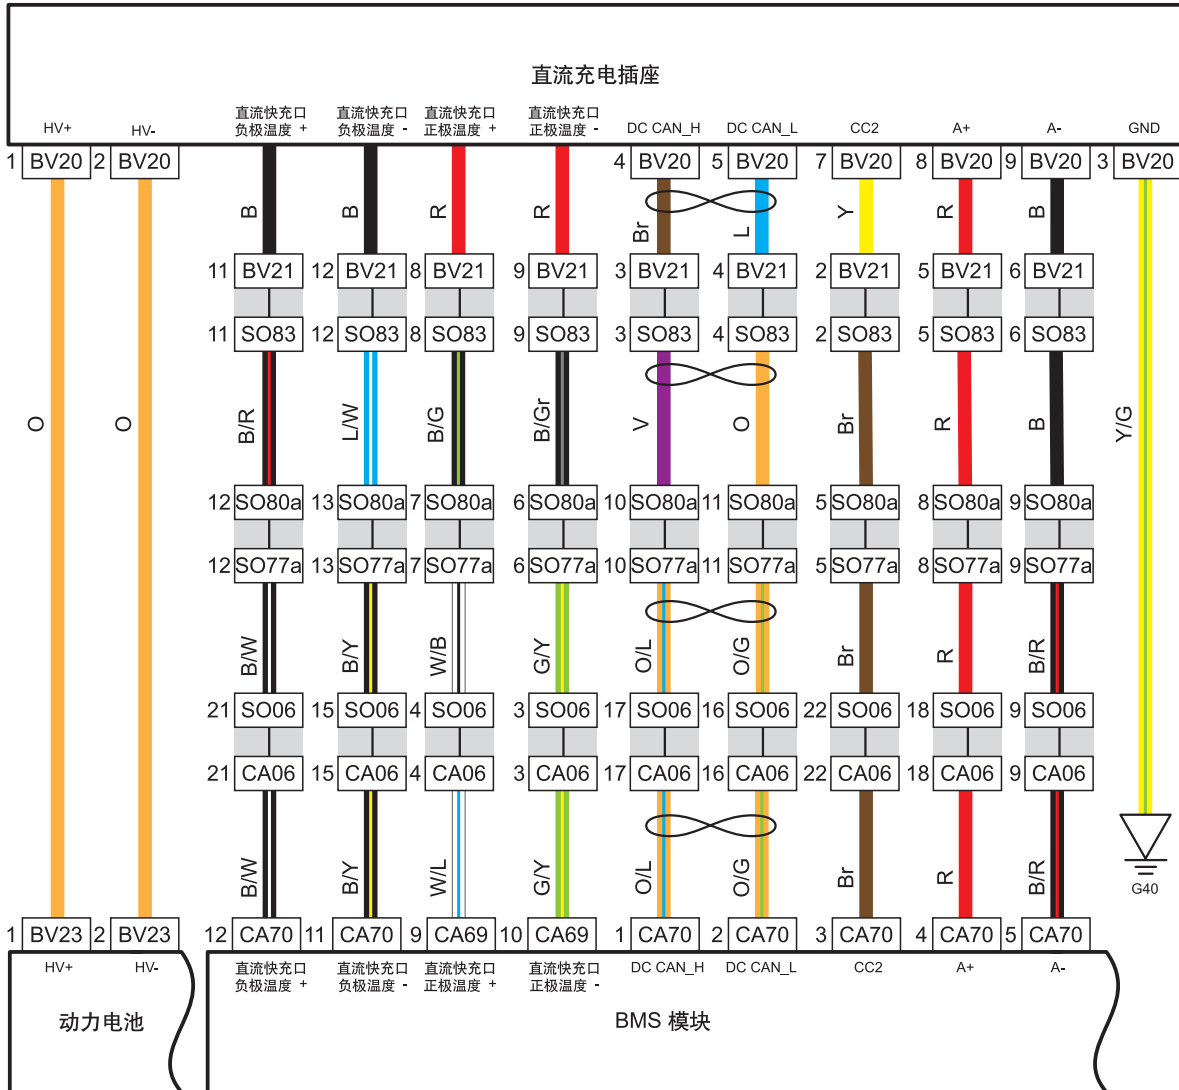 直流充电插座
HV+ HV- 直流快充口 直流快充口 直流快充口 直流快充口 DC CAN_H DC CAN_L CC2 A+ A- GND
负极温度 + 负极温度 - 正极温度 + 正极温度 -
1 BV20 2 BV20 4 BV20 5 BV20 7 BV20 8 BV20 9 BV20 3 BV20
B B R R Br L Y R B
11 BV21 12 BV21 8 BV21 9 BV21 3 BV21 4 BV21 2 BV21 5 BV21 6 BV21
11 SO83 12 SO83 8 SO83 9 SO83 3 SO83 4 SO83 2 SO83 5 SO83 6 SO83
O O B/R L/W B/G B/Gr V O Br R B Y/G
12 SO80a 13 SO80a 7 SO80a 6 SO80a 10 SO80a 11 SO80a 5 SO80a 8 SO80a 9 SO80a
12 SO77a 13 SO77a 7 SO77a 6 SO77a 10 SO77a 11 SO77a 5 SO77a 8 SO77a 9 SO77a
B/W B/Y W/B G/Y O/L O/G Br R B/R
21 SO06 15 SO06 4 SO06 3 SO06 17 SO06 16 SO06 22 SO06 18 SO06 9 SO06
21 CA06 15 CA06 4 CA06 3 CA06 17 CA06 16 CA06 22 CA06 18 CA06 9 CA06
B/W B/Y W/L G/Y O/L O/G Br R B/R G40
1 BV23 2 BV23 12 CA70 11 CA70 9 CA69 10 CA69 1 CA70 2 CA70 3 CA70 4 CA70 5 CA70
HV+ HV- 直流快充口 直流快充口 直流快充口 直流快充口 DC CAN_H DC CAN_L CC2 A+ A-
负极温度 + 负极温度 - 正极温度 + 正极温度 -
动力电池 BMS 模块